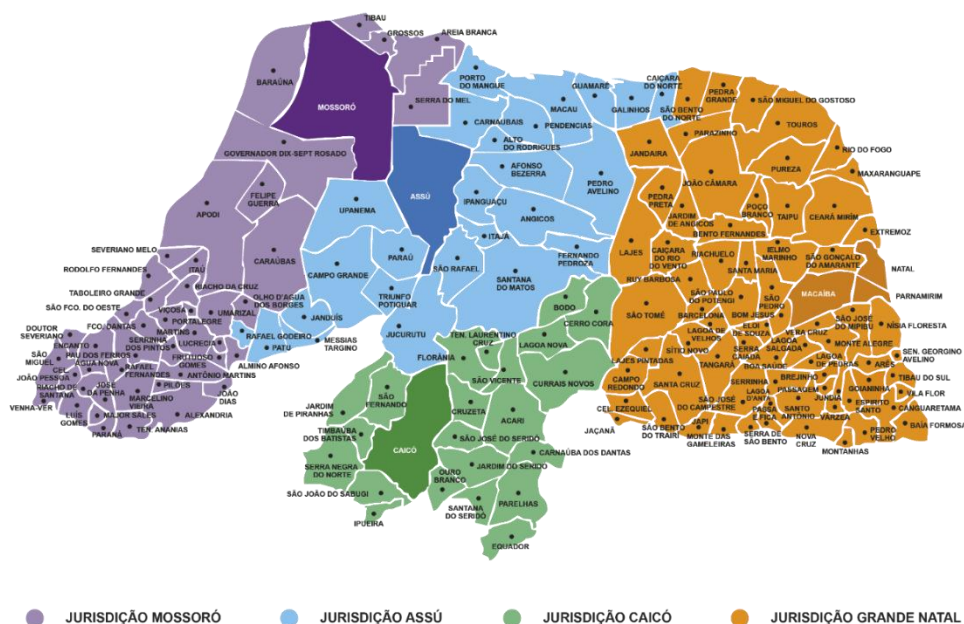 TIBAU
GROSSOS
AREIA BRANCA
BARAÚNA
MOSSORÓ
SERRA DO MEL
PORTO
DO MANGUE
GUAMARÉ
CAIÇARA
DO NORTE
PEDRA
GRANDE
SÃO MIGUEL DO GOSTOSO
MACAU
GALINHOS
SÃO BENTO
DO NORTE
CARNAUBAIS
PENDENCIAS
TOUROS
PARAZINHO
RIO DO FOGO
GOVERNADOR DIX-SEPT ROSADO
ALTO
DO RODRIGUES
JANDAIRA
AFONSO
BEZERRA
PUREZA
MAXARANGUAPE
JOÃO CÂMARA
FELIPE
GUERRA
UPANEMA
ASSÚ
IPANGUAÇU
PEDRO
AVELINO
PEDRA
PRETA
APODI
ANGICOS
JARDIM
DE ANGICOS
POÇO
BRANCO
TAIPU
CEARÁ MIRÍM
BENTO FERNANDES
EXTREMOZ
ITAJÁ
SEVERIANO MELO
ITAÚ
CARAÚBAS
PARAÚ
SÃO RAFAEL
FERNANDO
PEDROZA
LAJES
CAIÇARA
DO RIO
DO VENTO
RIACHUELO
IELMO
MARINHO
SÃO GONÇALO
DO AMARANTE
RODOLFO FERNANDES
CAMPO GRANDE
SANTANA
DO MATOS
RUY BARBOSA
SANTA MARIA
NATAL
RIACHO DA CRUZ
TABOLEIRO GRANDE
OLHO D'ÁGUA
DOS BORGES
TRIUNFO
POTIGUAR
BODO
SÃO PAULO
DO POTENGI
SÃO
PEDRO
MACAÍBA
PARNAMIRIM
SÃO FCO. DO OESTE
VIÇOSA
PORTALEGRE
UMARIZAL
JANDUÍS
CERRO CORA
SÃO TOMÉ
BARCELONA
BOM JESUS
SÃO JOSÉ
DO MIPIBU
NÍSIA FLORESTA
FCO. DANTAS
MARTINS
RAFAEL GODEIRO
MESSIAS
TARGINO
JUCURUTU
TEN. LAURENTINO
CRUZ
LAGOA NOVA
LAGOA DE
VELHOS
ELOI
DE SOUZA
VERA CRUZ
DOUTOR
SEVERIANO
SERRINHA
DOS PINTOS
LUCRECIA
PATU
SÍTIO NOVO
SERRA
CAIADA
LAGOA
SALGADA
MONTE ALEGRE
ENCANTO
FRUTUOSO
GOMES
ALMINO AFONSO
FLORÂNIA
LAJES PINTADAS
TANGARÁ
BOA SAÚDE
LAGOA
DE PEDRAS
ARÊS
SEN. GEORGINO
AVELINO
SÃO
MIGUEL
PAU DOS FERROS
ÁGUA NOVA
RAFAEL
FERNANDES
ANTÔNIO MARTINS
SÃO VICENTE
CURRAIS NOVOS
CAMPO
REDONDO
SANTA CRUZ
SERRINHA
BREJINHO
GOIANINHA
TIBAU DO SUL
CEL.
JOÃO PESSOA
PILÕES
JOÃO
DIAS
SÃO
FERNANDO
LAGOA
D'ANTA
PASSAGEM
VILA FLOR
RIACHO DE
SANTANA
JOSÉ
DA PENHA
MARCELINO
VIEIRA
JARDIM
DE PIRANHAS
CRUZETA
ACARI
CEL. EZEQUIEL
SÃO JOSÉ
DO CAMPESTRE
PASSA
E FICA
SANTO
ANTÔNIO
JUNDIÁ
ESPÍRITO
SANTO
CANGUARETAMA
VENHA-VER
LUÍS
GOMES
MAJOR SALES
ALEXANDRIA
TIMBAÚBA
DOS BATISTAS
JAÇANÃ
SÃO BENTO
DO TRAIRÍ
JAPI
VÁRZEA
BAÍA FORMOSA
PARANÁ
TEN. ANANIAS
SÃO JOSÉ DO SERIDÓ
MONTE DAS
GAMELEIRAS
SERRA DE
SÃO BENTO
NOVA
CRUZ
PEDRO
VELHO
CAICÓ
CARNAÚBA DOS DANTAS
MONTANHAS
SERRA NEGRA
DO NORTE
OURO
BRANCO
JARDIM DO SERIDO
SÃO JOÃO DO SABUGI
SANTANA
DO SERIDÓ
PARELHAS
IPUEIRA
EQUADOR
JURISDIÇÃO MOSSORÓ
JURISDIÇÃO ASSÚ
JURISDIÇÃO CAICÓ
JURISDIÇÃO GRANDE NATAL